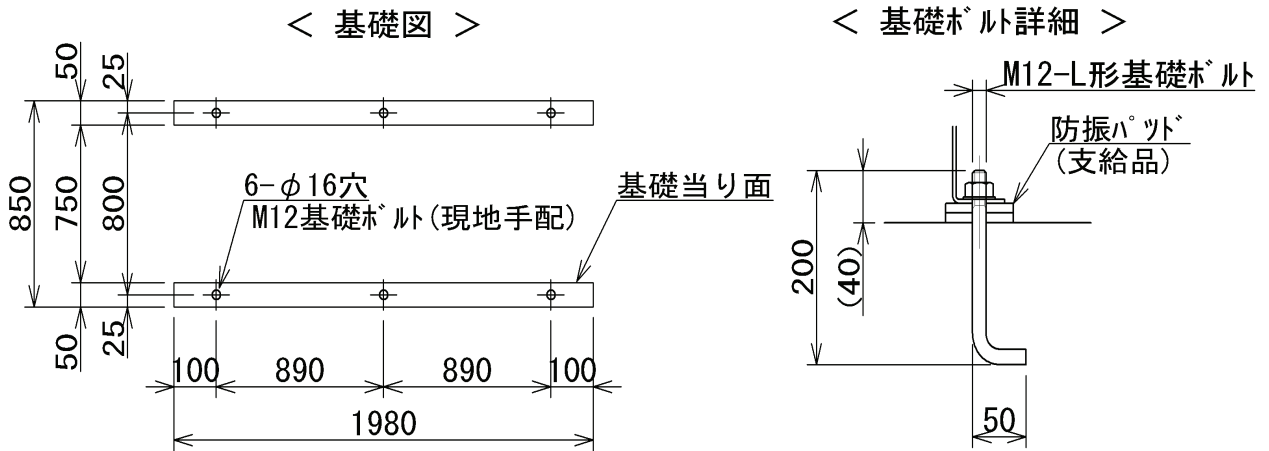 < 基礎図 >
50
25
850
750
800
50
25
6-φ16穴
M12基礎ボルト(現地手配)
基礎当り面
100
890
890
100
1980
< 基礎ボルト詳細 >
M12-L形基礎ボルト
防振パッド
(支給品)
200
(40)
50